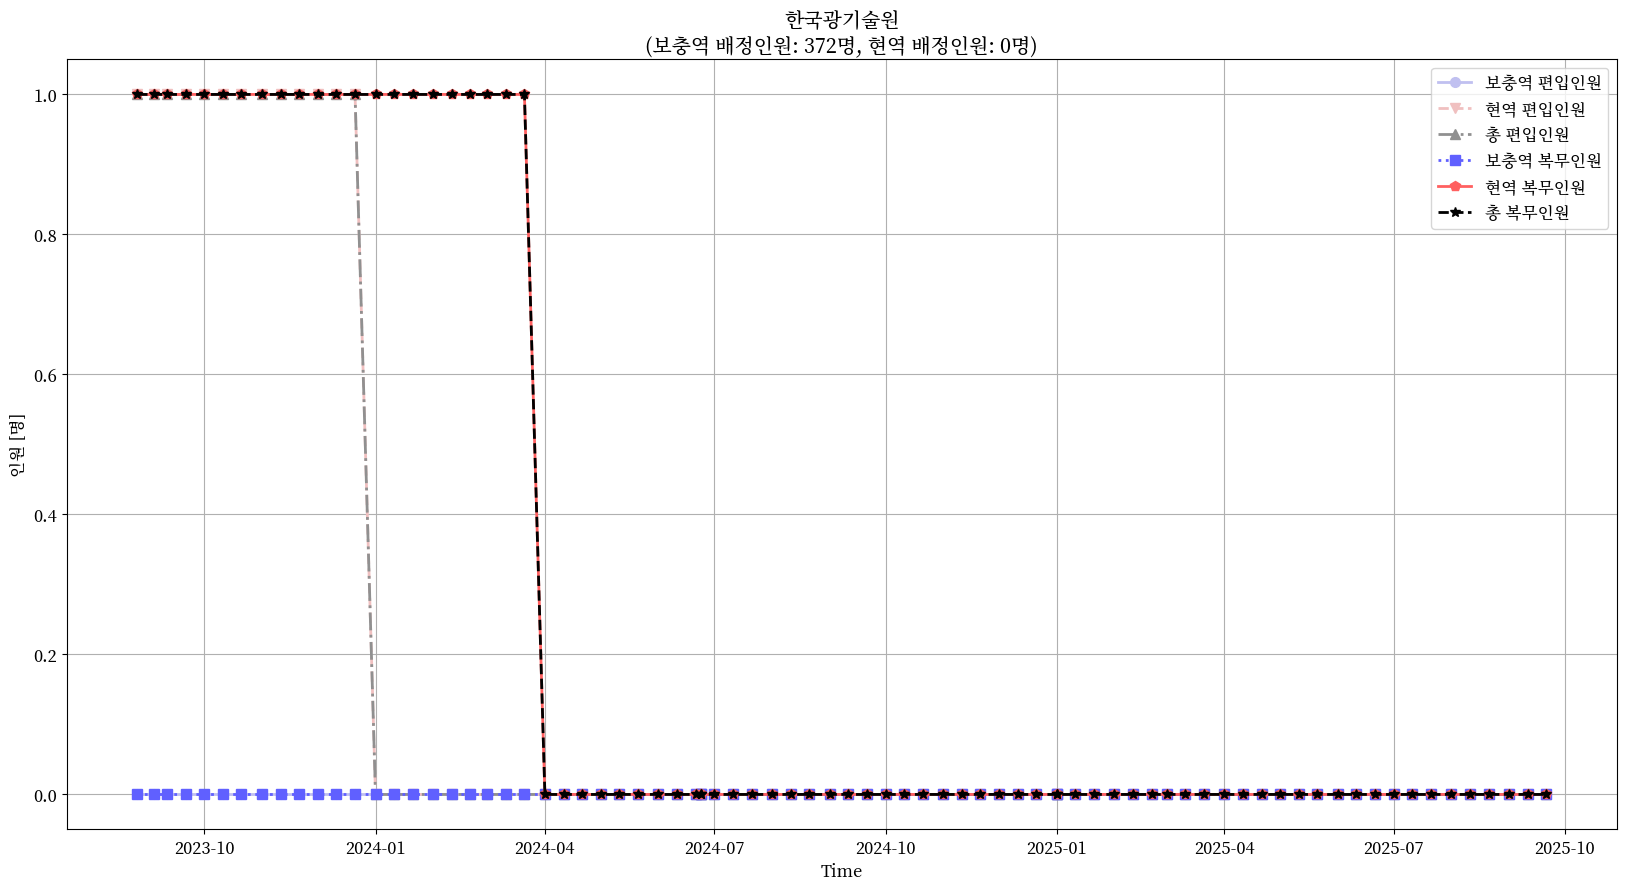 한국광기술원
(보충역 배정인원: 372명, 현역 배정인원: 0명)
보충역 편입인원
현역 편입인원
총 편입인원
보충역 복무인원
현역 복무인원
총 복무인원
인원 [명]
1.0
0.8
0.6
0.4
0.2
0.0
2023-10
2024-01
2024-04
2024-07
2024-10
2025-01
2025-04
2025-07
2025-10
Time